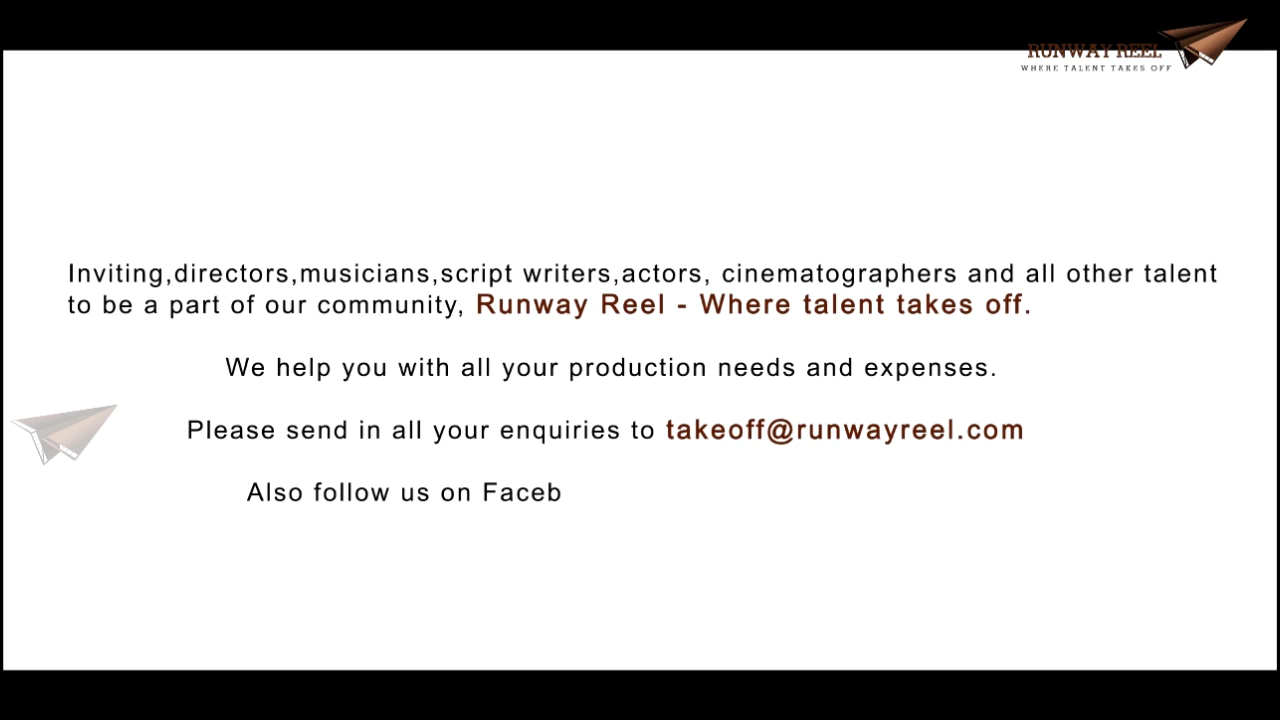 RUNWAY REEL
WHERE TALENT TAKES OFF
Inviting,directors,musicians,script writers,actors, cinematographers and all other talent
to be a part of our community, Runway Reel - Where talent takes off.
We help you with all your production needs and expenses.
Please send in all your enquiries to takeoff@runwayreel.com
Also follow us on Faceb